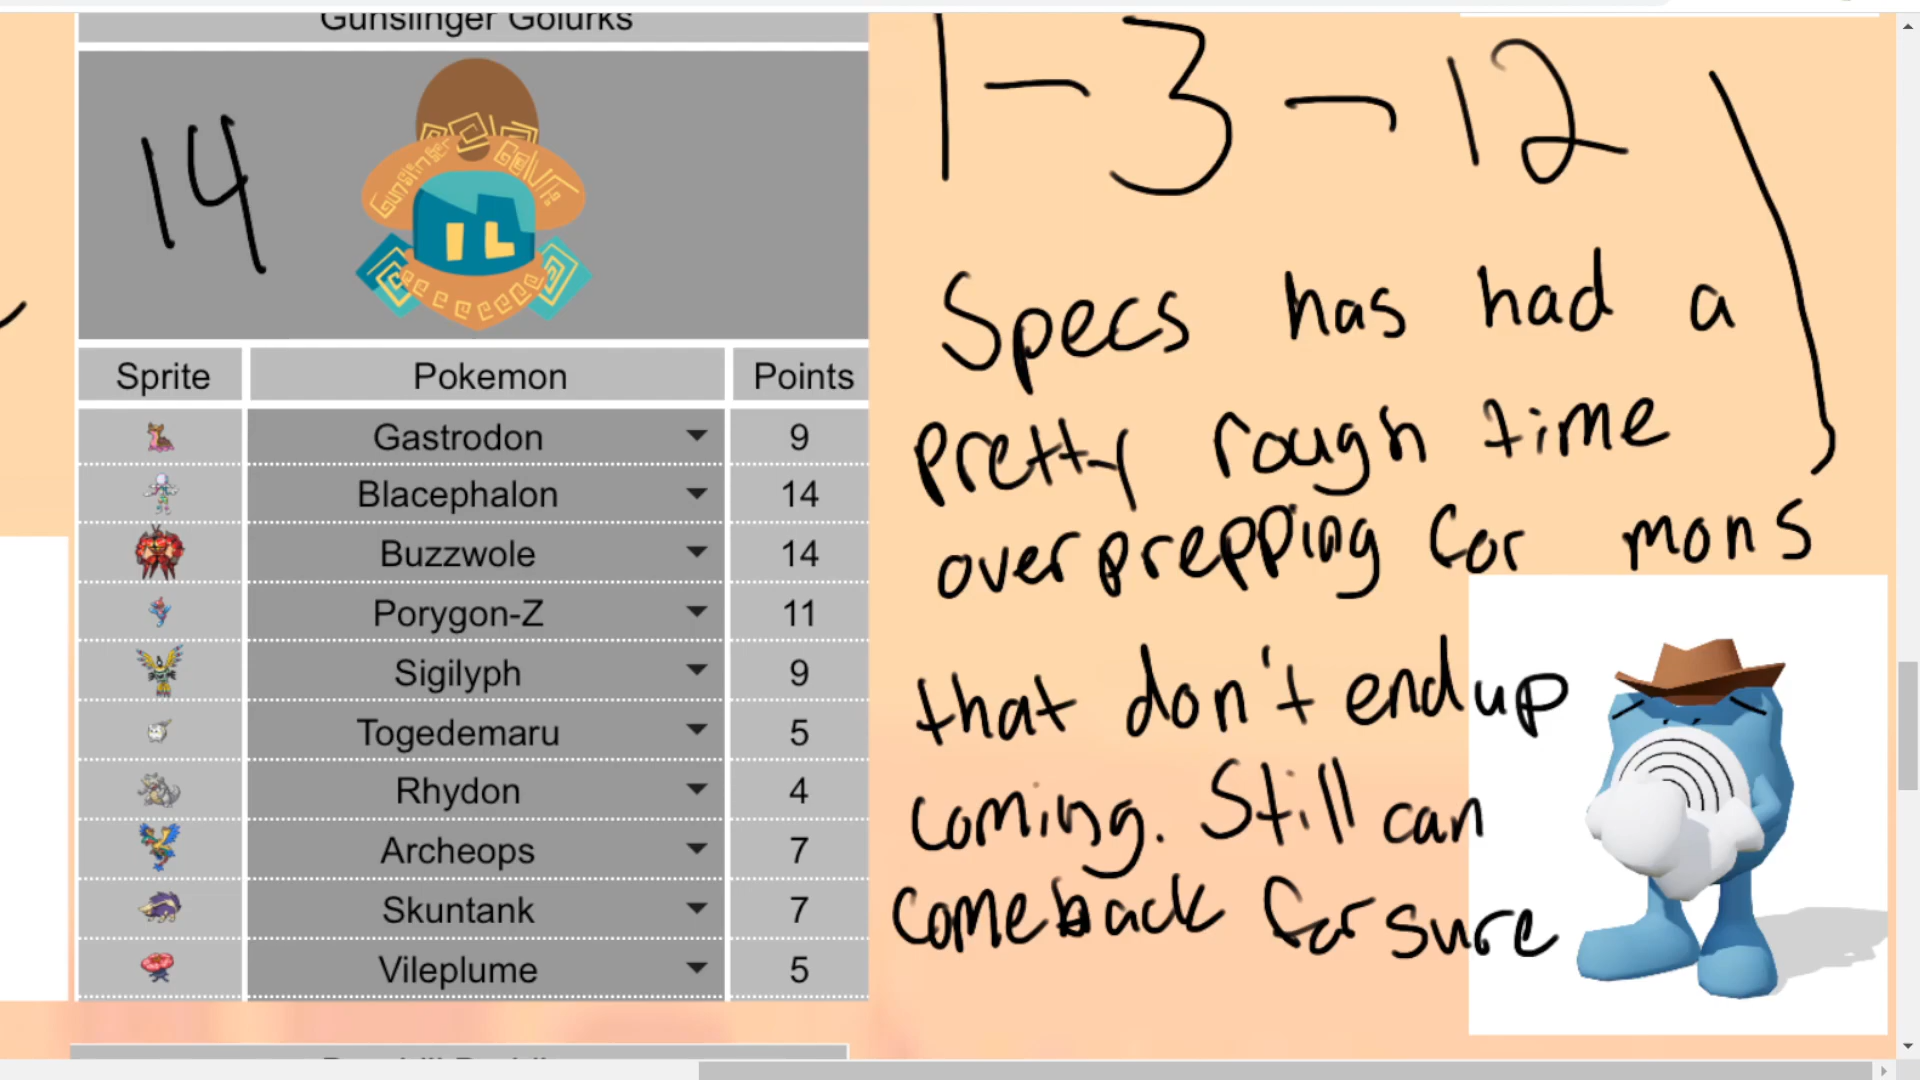 Gunslinger Golurks
14
Gunslinger Golurks
Sprite Pokemon Points
Gastrodon 9
Blacephalon 14
Buzzwole 14
Porygon-Z 11
Sigilyph 9
Togedemaru 5
Rhydon 4
Archeops 7
Skuntank 7
Vileplume 5
1-3-12
Specs has had a
pretty rough time
overprepping for mons
that don't end up
coming. Still can
comeback for sure